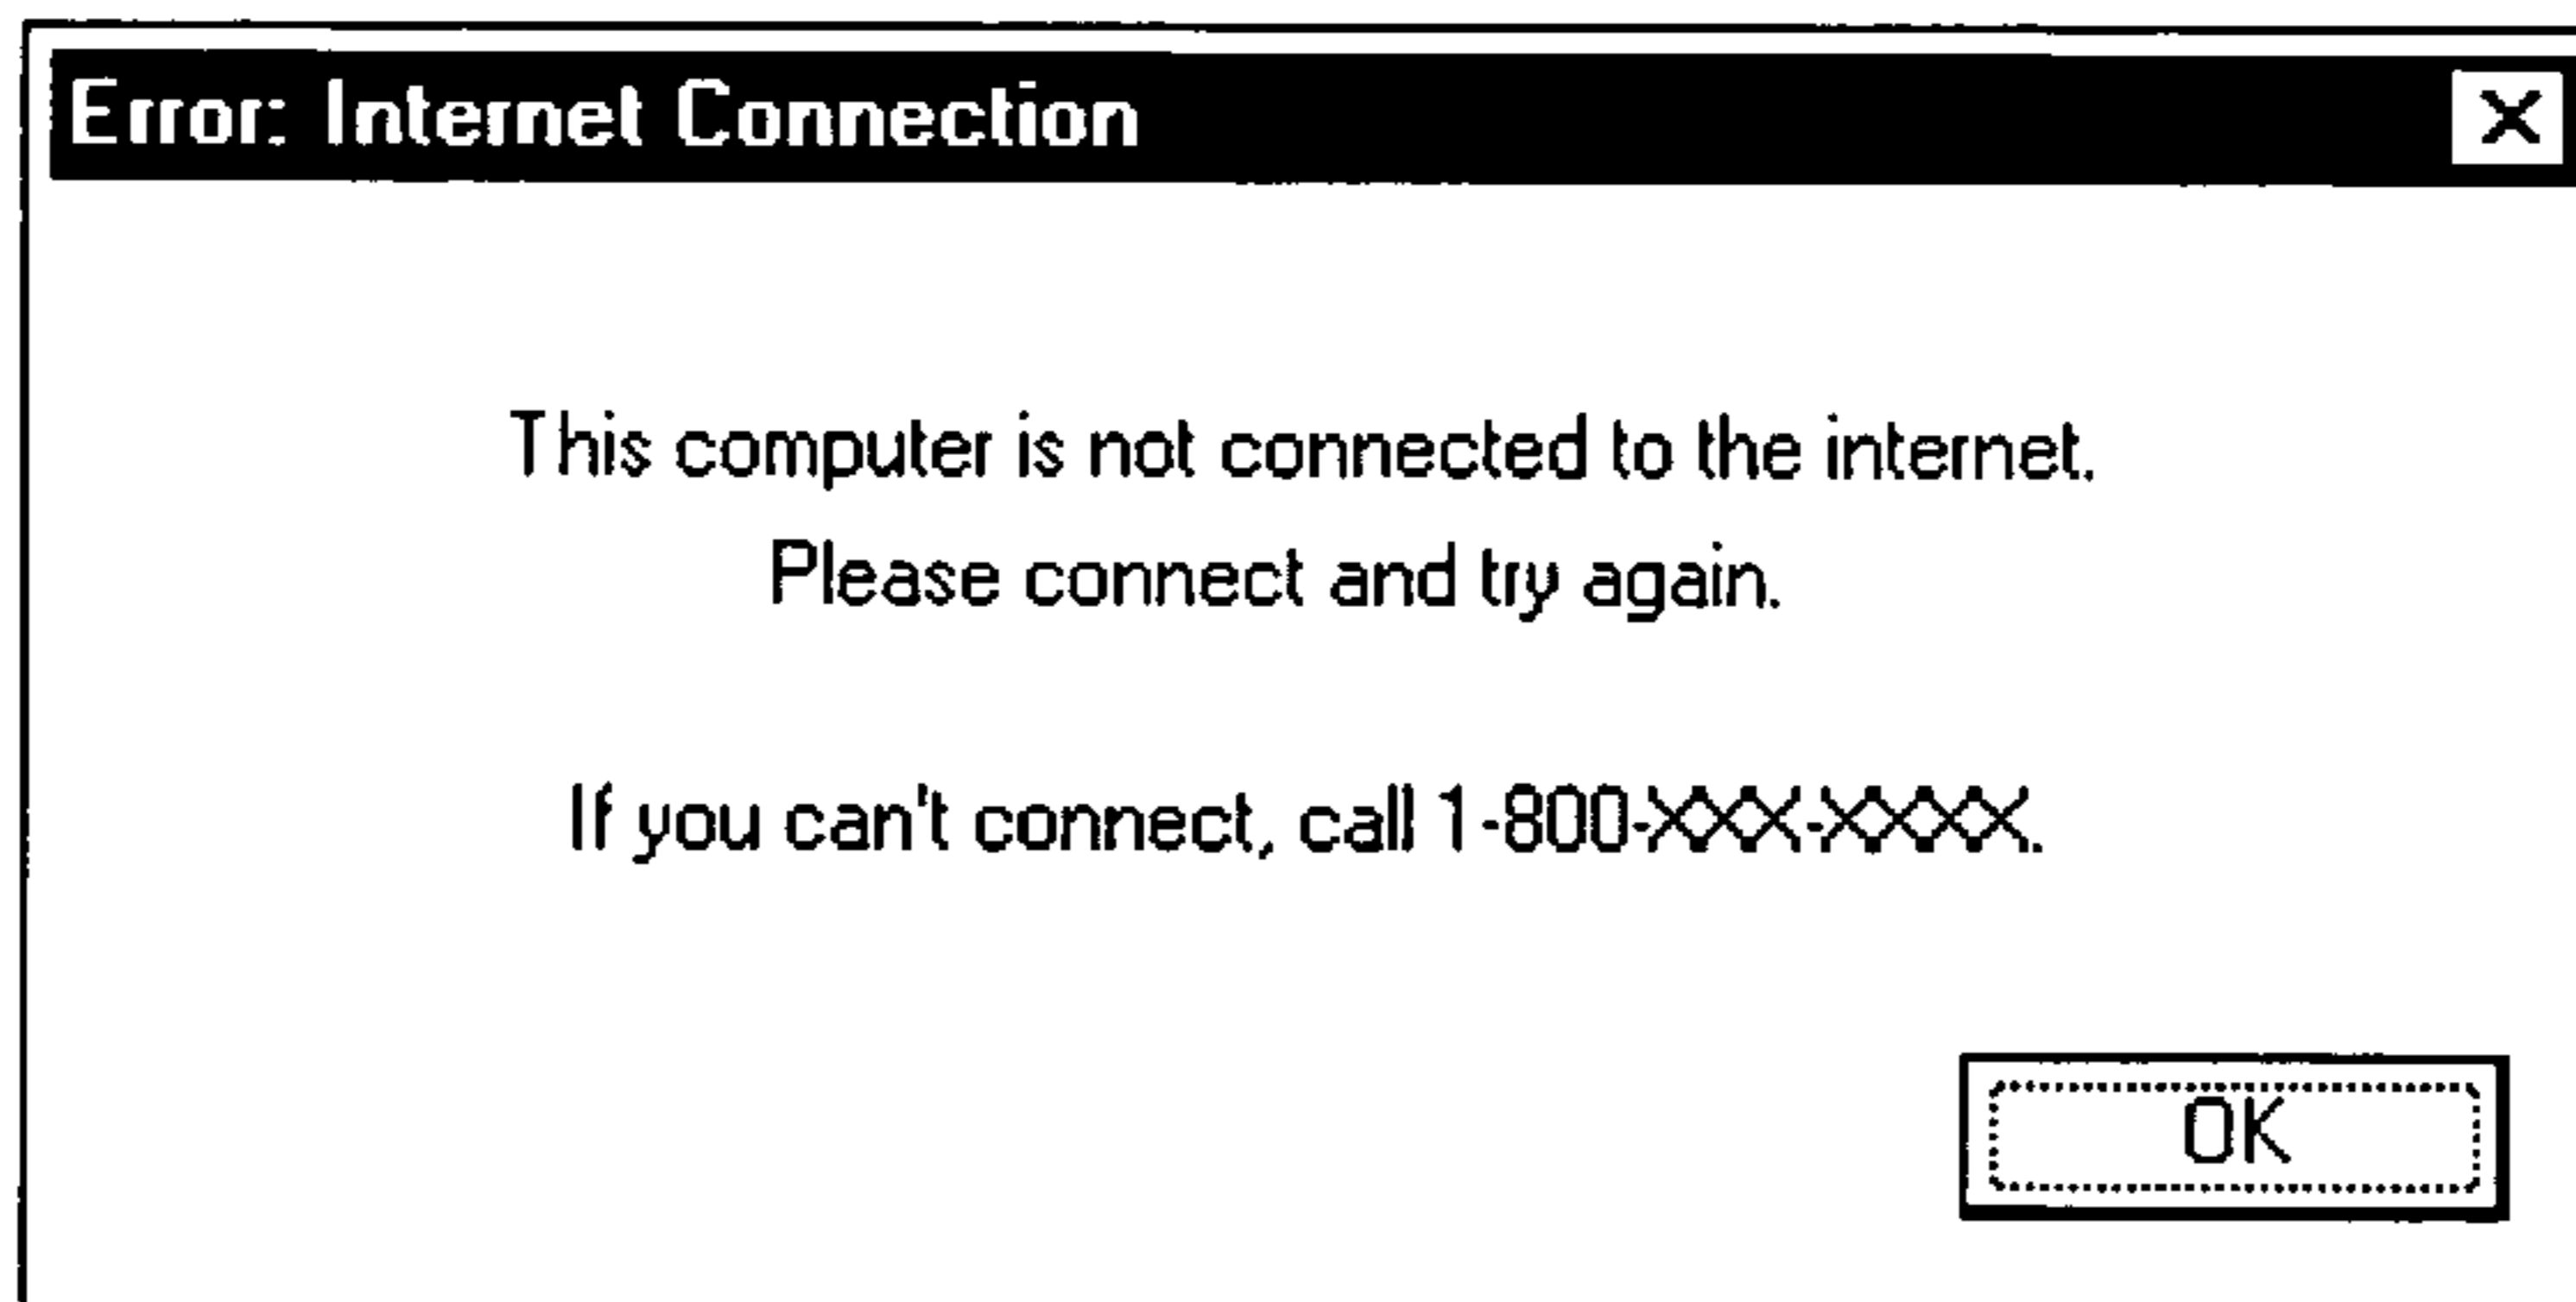 Error: Internet Connection
This computer is not connected to the internet.
Please connect and try again.
If you can't connect, call 1-800-XXX-XXXX.
OK